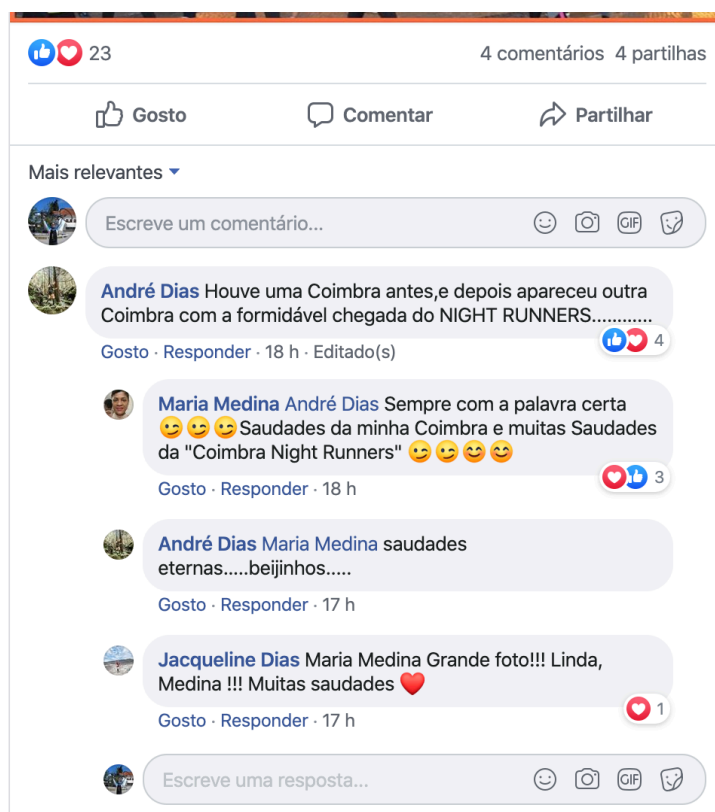 23
4 comentários 4 partilhas
Gosto
Comentar
Partilhar
Mais relevantes
Escreve um comentário...
GIF
André Dias Houve uma Coimbra antes,e depois apareceu outra
Coimbra com a formidável chegada do NIGHT RUNNERS............
4
Gosto · Responder · 18 h · Editado(s)
Maria Medina André Dias Sempre com a palavra certa
😉😉😉Saudades da minha Coimbra e muitas Saudades
da "Coimbra Night Runners" 😉😉😊😊
3
Gosto · Responder · 18 h
André Dias Maria Medina saudades
eternas.....beijinhos.....
Gosto · Responder · 17 h
Jacqueline Dias Maria Medina Grande foto!!! Linda,
Medina !!! Muitas saudades ❤️
1
Gosto · Responder · 17 h
Escreve uma resposta...
GIF